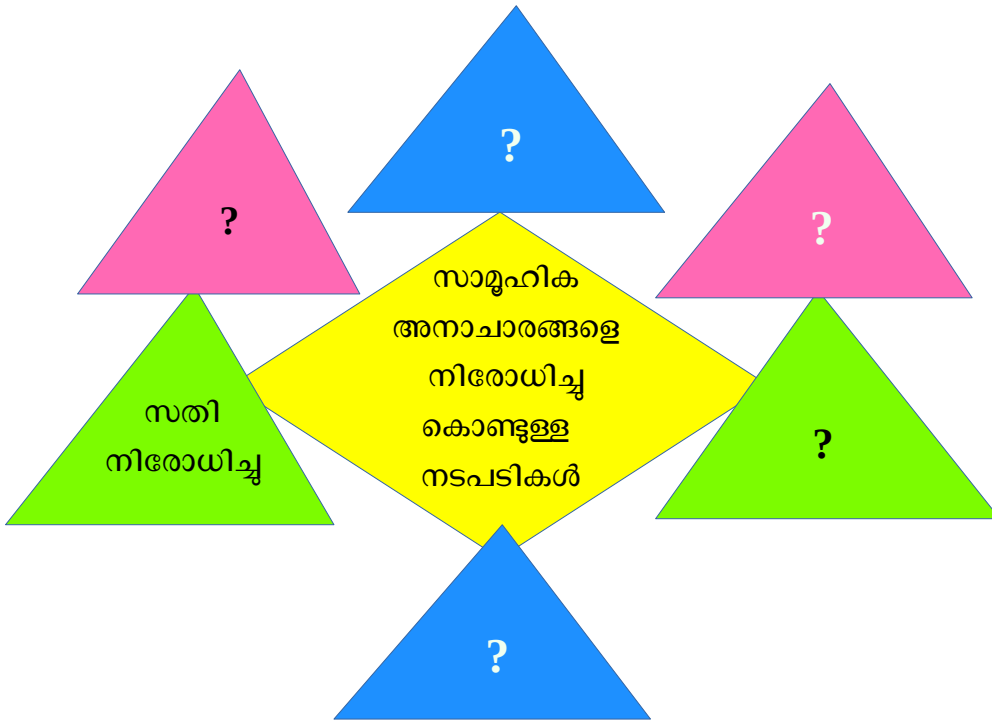 ?
?
?
സാമൂഹിക
അനാചാരങ്ങളെ
നിരോധിച്ചു
കൊണ്ടുള്ള
നടപടികൾ
സതി
നിരോധിച്ചു
?
?